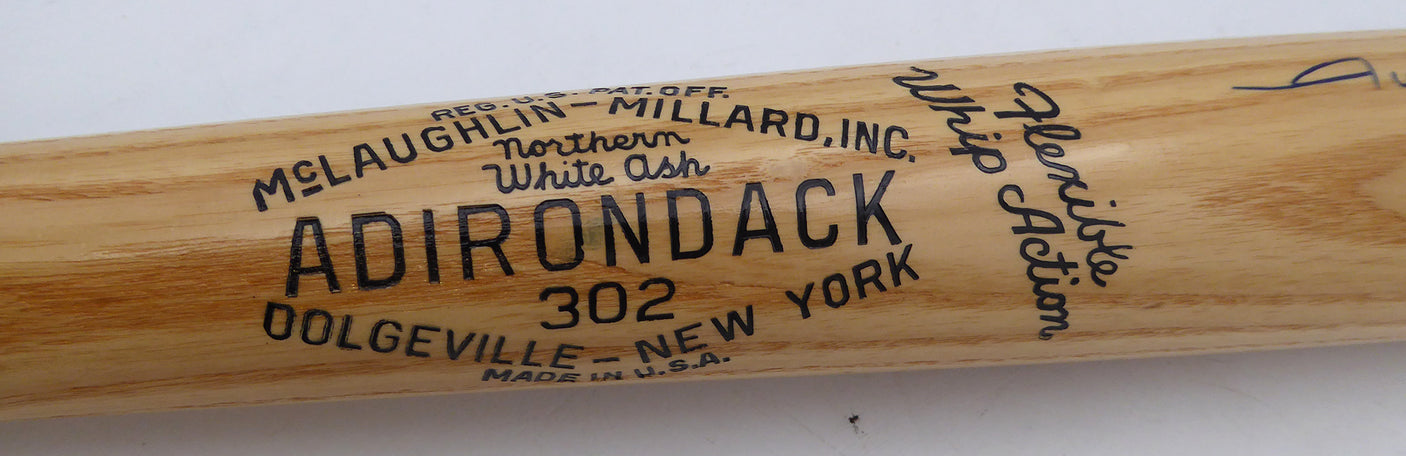 REG. U.S. PAT. OFF.
McLAUGHLIN - MILLARD, INC.
Northern
White Ash
ADIRONDACK
302
DOLGEVILLE - NEW YORK
MADE IN U.S.A.
Flexible
Whip Action